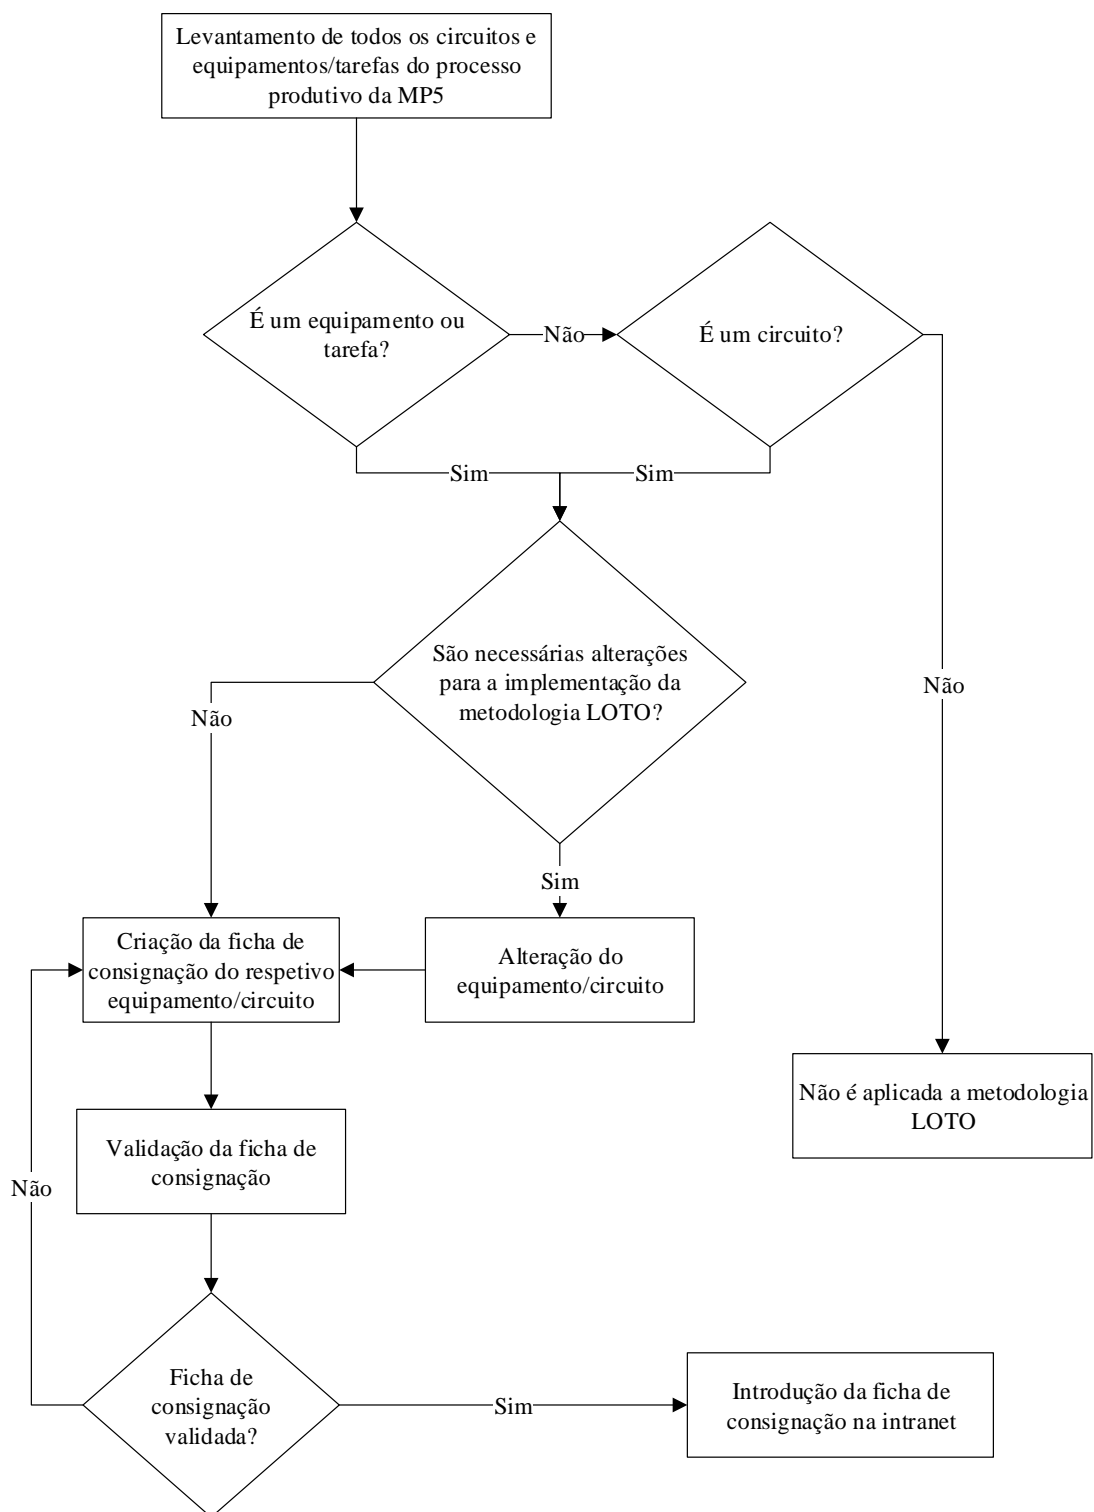 Levantamento de todos os circuitos e
equipamentos/tarefas do processo
produtivo da MP5
É um equipamento ou
tarefa?
Não
É um circuito?
Sim
Sim
São necessárias alterações
para a implementação da
metodologia LOTO?
Não
Não
Sim
Criação da ficha de
consignação do respetivo
equipamento/circuito
Alteração do
equipamento/circuito
Não é aplicada a metodologia
LOTO
Validação da ficha de
consignação
Não
Ficha de
consignação
validada?
Sim
Introdução da ficha de
consignação na intranet